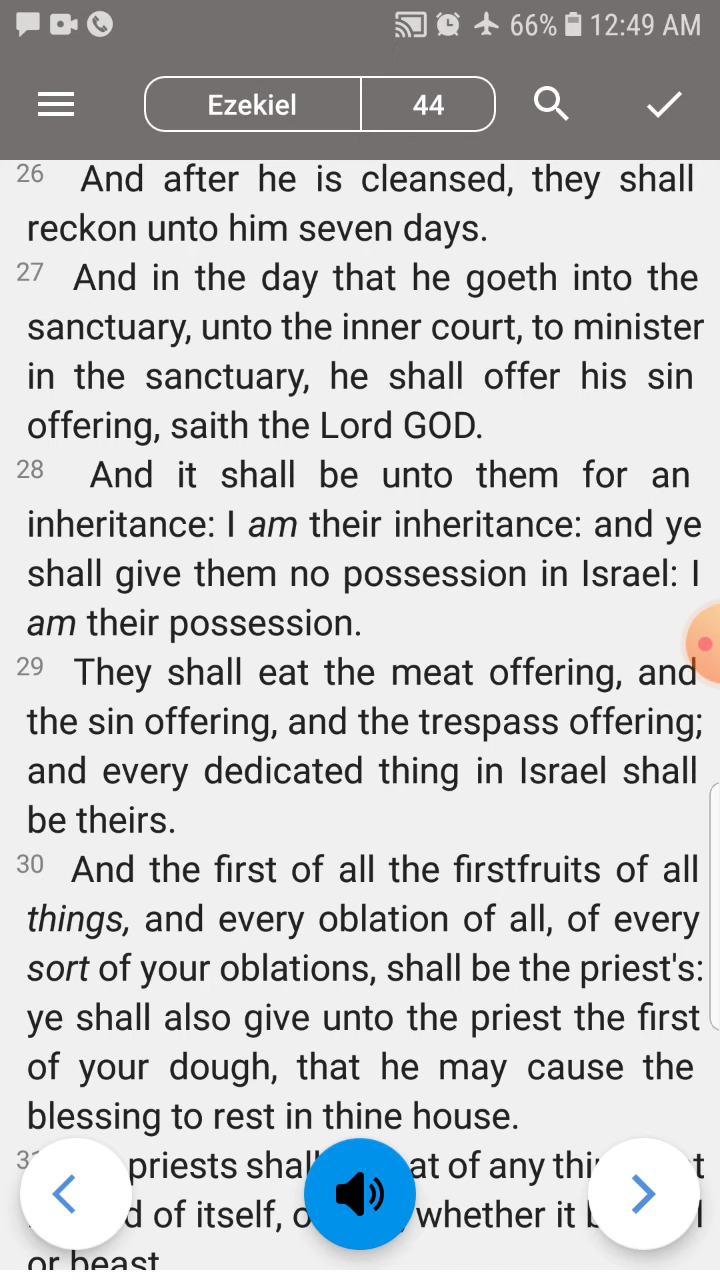 66% 12:49 AM
Ezekiel 44
26 And after he is cleansed, they shall
reckon unto him seven days.
27 And in the day that he goeth into the
sanctuary, unto the inner court, to minister
in the sanctuary, he shall offer his sin
offering, saith the Lord GOD.
28 And it shall be unto them for an
inheritance: I am their inheritance: and ye
shall give them no possession in Israel: I
am their possession.
29 They shall eat the meat offering, and
the sin offering, and the trespass offering;
and every dedicated thing in Israel shall
be theirs.
30 And the first of all the firstfruits of all
things, and every oblation of all, of every
sort of your oblations, shall be the priest's:
ye shall also give unto the priest the first
of your dough, that he may cause the
blessing to rest in thine house.
priests shall of any
of itself, whether it
or beast